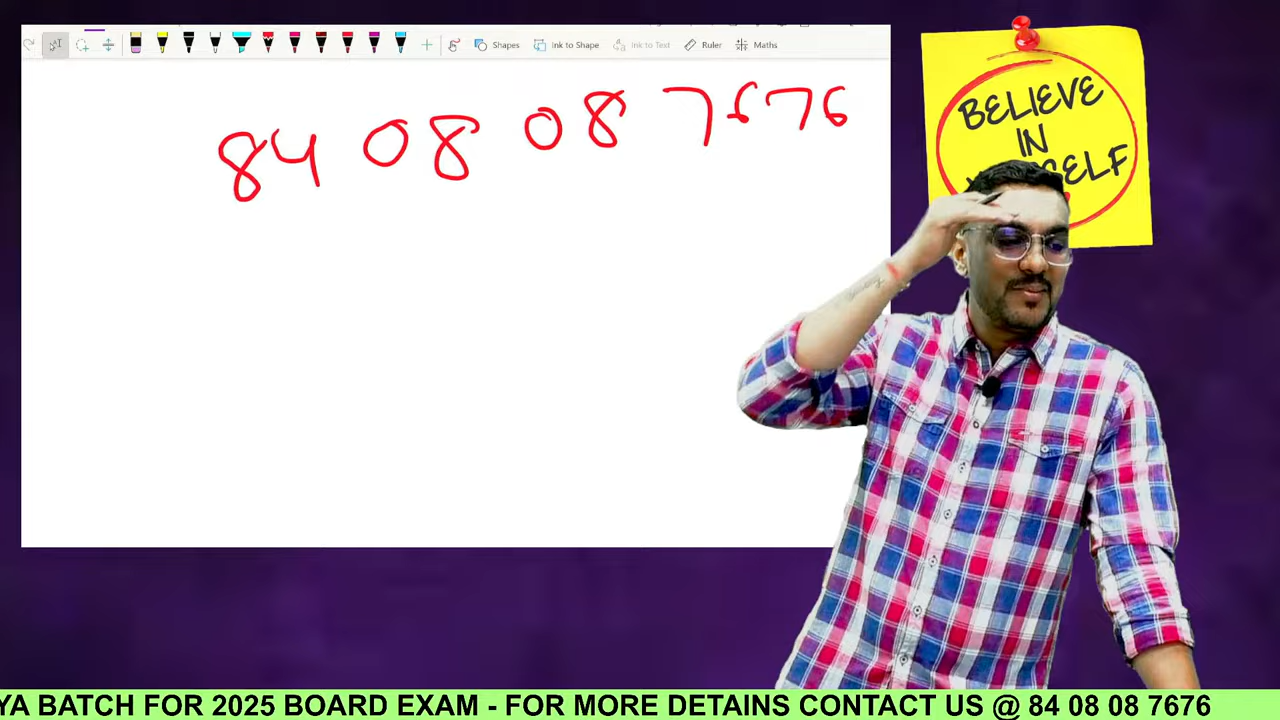 Shapes Ink to Shape Ink to Text Ruler Maths
84 08 08 7676
BELIEVE
IN
YA BATCH FOR 2025 BOARD EXAM - FOR MORE DETAINS CONTACT US @ 84 08 08 7676